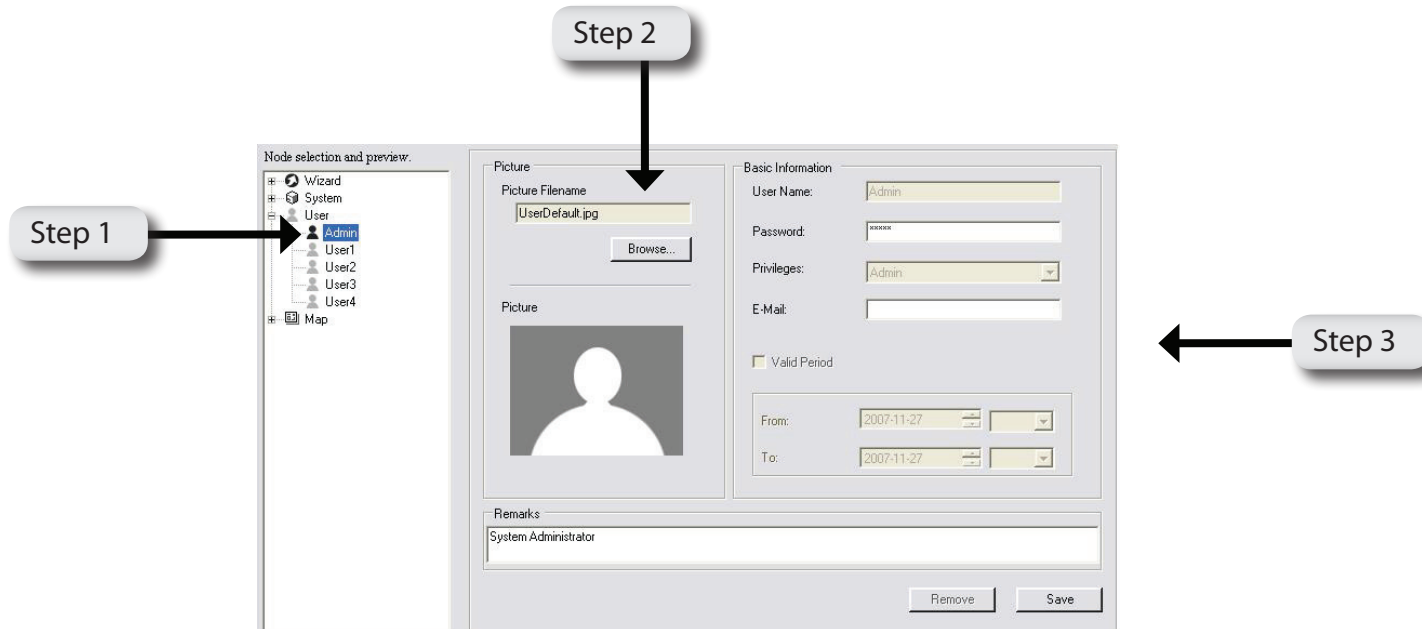 Step 2
Step 1
Step 3
Node selection and preview.
Wizard
System
User
Admin
User1
User2
User3
User4
Map
Picture
Picture Filename
UserDefault.jpg
Browse...
Picture
Basic Information
User Name: Admin
Password: *****
Privileges: Admin
E-Mail:
Valid Period
From: 2007-11-27
To: 2007-11-27
Remarks
System Administrator
Remove Save